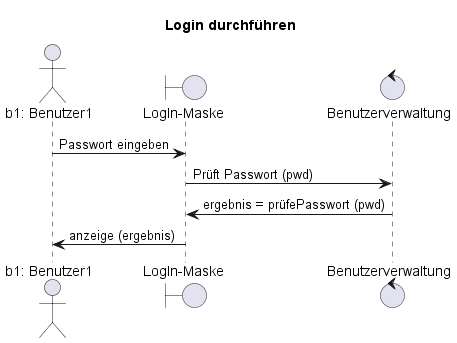 Login durchführen
b1: Benutzer1
LogIn-Maske
Benutzerverwaltung
Passwort eingeben
Prüft Passwort (pwd)
ergebnis = prüfePasswort (pwd)
anzeige (ergebnis)
b1: Benutzer1
LogIn-Maske
Benutzerverwaltung